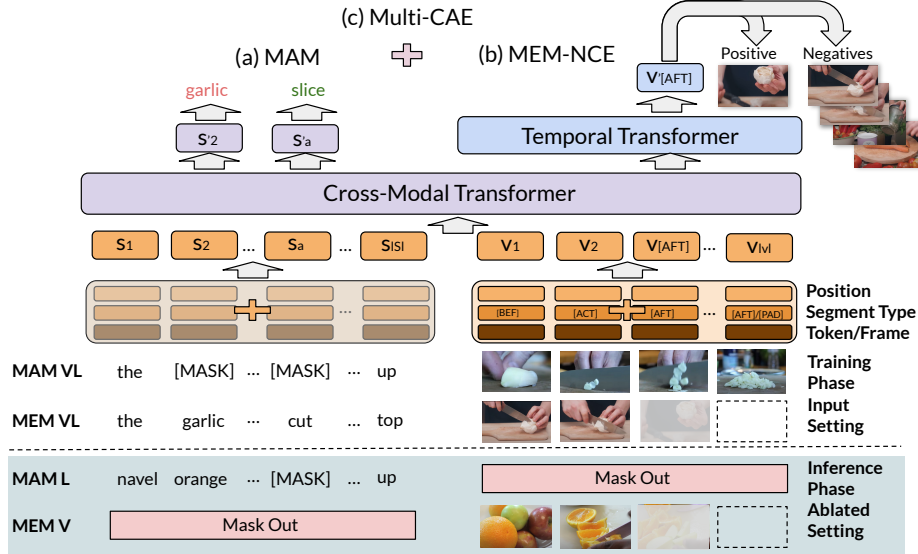 (c) Multi-CAE
(a) MAM
(b) MEM-NCE
Positive
Negatives
garlic
slice
V'[AFT]
S'2
S'a
Temporal Transformer
Cross-Modal Transformer
S1 S2 ... Sa ... S|S| V1 V2 V[AFT] ... V|v|
Position
[BEF] [ACT] [AFT] ... [AFT]/[PAD] Segment Type
...
Token/Frame
MAM VL the [MASK] ... [MASK] ... up
Training
Phase
Input
Setting
MEM VL the garlic ... cut ... top
MAM L navel orange ... [MASK] ... up
Mask Out
Inference
Phase
Ablated
Setting
MEM V Mask Out